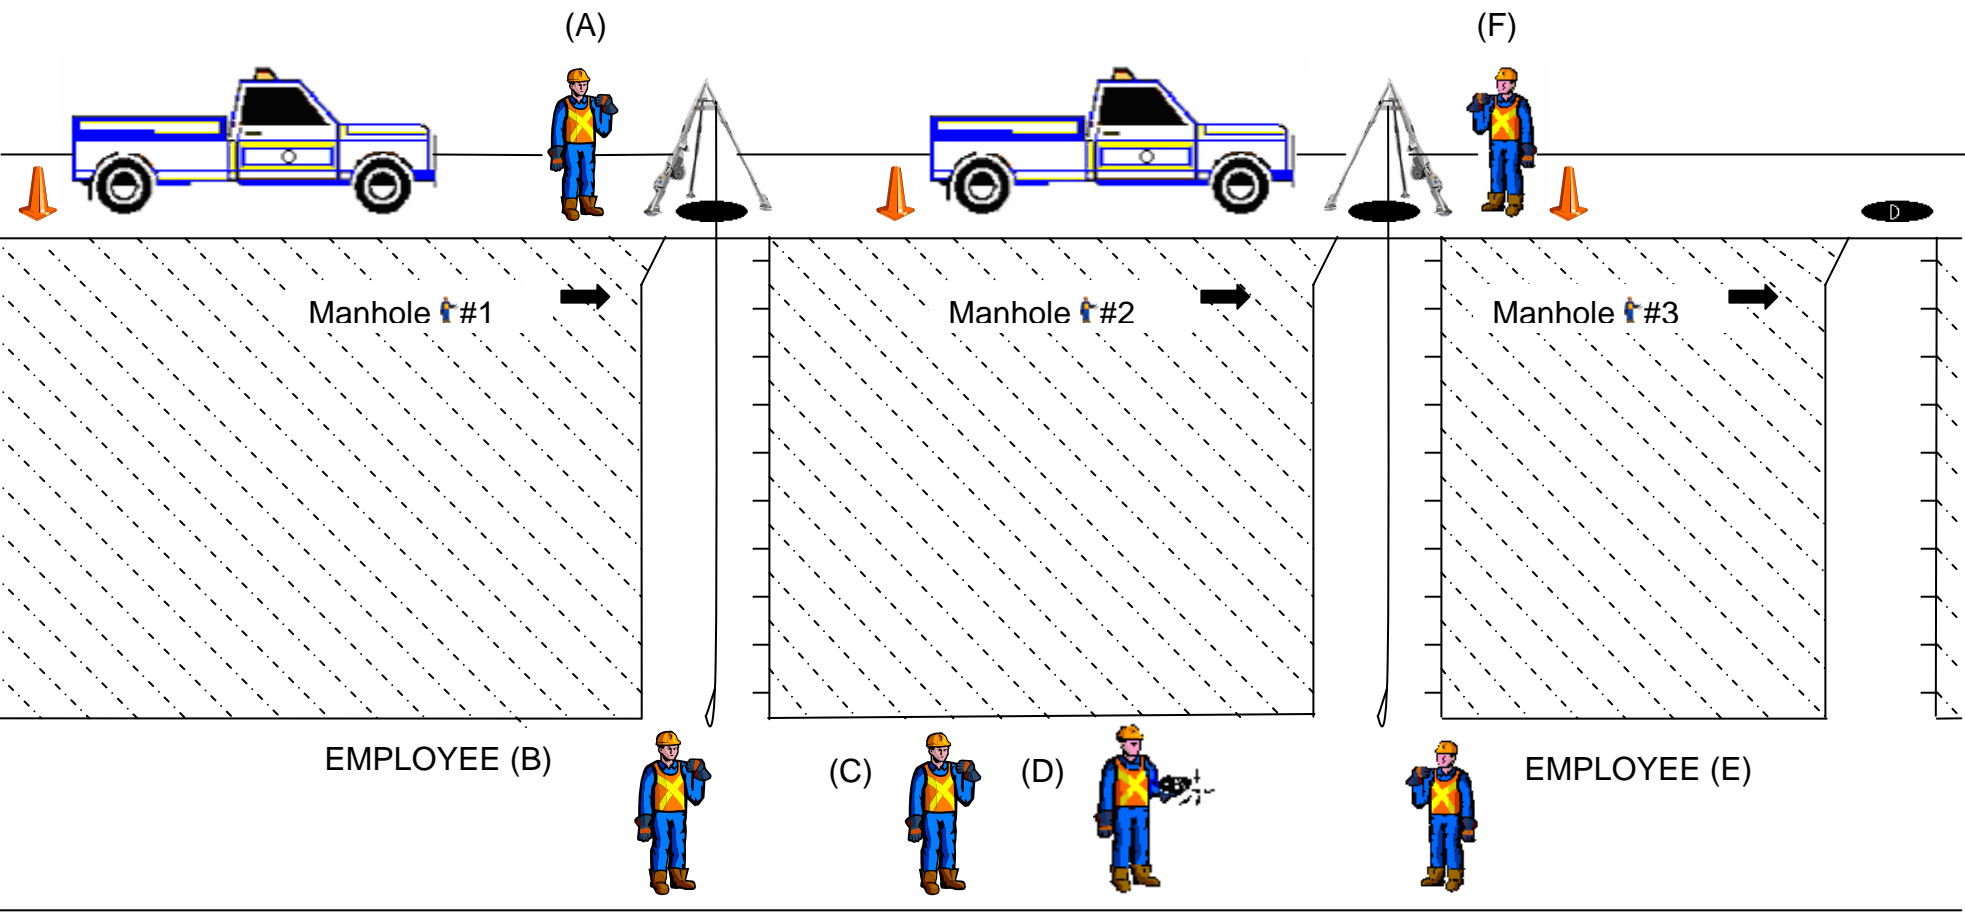 (A)
(F)
D
Manhole #1
Manhole #2
Manhole #3
EMPLOYEE (B)
(C)
(D)
EMPLOYEE (E)